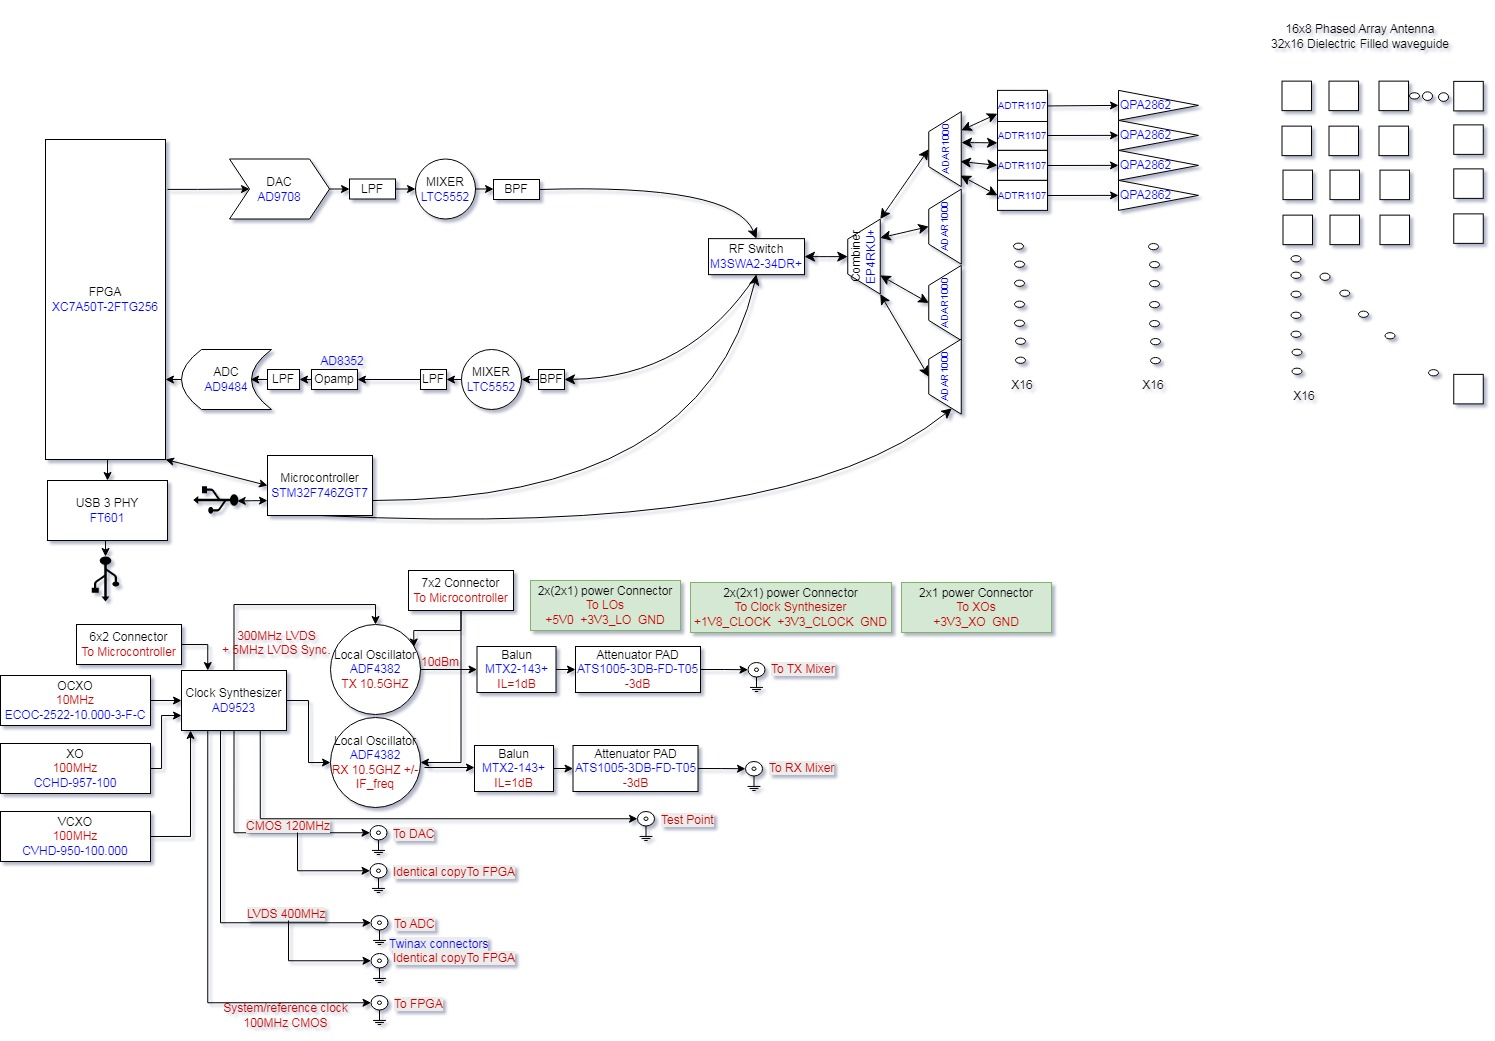 16x8 Phased Array Antenna
32x16 Dielectric Filled waveguide
FPGA
XC7A50T-2FTG256
DAC
AD9708
LPF
MIXER
LTC5552
BPF
RF Switch
M3SWA2-34DR+
Combiner
EP4RKU+
ADAR1000
ADAR1000
ADAR1000
ADAR1000
ADTR1107
QPA2862
ADTR1107
QPA2862
ADTR1107
QPA2862
ADTR1107
QPA2862
X16
X16
X16
ADC
AD9484
LPF
AD8352
Opamp
LPF
MIXER
LTC5552
BPF
Microcontroller
STM32F746ZGT7
USB 3 PHY
FT601
7x2 Connector
To Microcontroller
2x(2x1) power Connector
To LOs
+5V0 +3V3_LO GND
2x(2x1) power Connector
To Clock Synthesizer
+1V8_CLOCK +3V3_CLOCK GND
2x1 power Connector
To XOs
+3V3_XO GND
6x2 Connector
To Microcontroller
300MHz LVDS
+ 5MHz LVDS Sync.
Local Oscillator
ADF4382
TX 10.5GHZ
10dBm
Balun
MTX2-143+
IL=1dB
Attenuator PAD
ATS1005-3DB-FD-T05
-3dB
To TX Mixer
OCXO
10MHz
ECOC-2522-10.000-3-F-C
Clock Synthesizer
AD9523
XO
100MHz
CCHD-957-100
Local Oscillator
ADF4382
RX 10.5GHZ +/-
IF_freq
Balun
MTX2-143+
IL=1dB
Attenuator PAD
ATS1005-3DB-FD-T05
-3dB
To RX Mixer
VCXO
100MHz
CVHD-950-100.000
Test Point
CMOS 120MHz
To DAC
Identical copyTo FPGA
LVDS 400MHz
To ADC
Twinax connectors
Identical copyTo FPGA
System/reference clock
100MHz CMOS
To FPGA